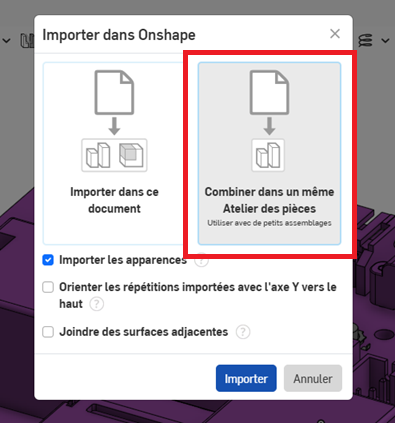 Importer dans Onshape
Importer dans ce
document
Combiner dans un même
Atelier des pièces
Utiliser avec de petits assemblages
Importer les apparences ?
Orienter les répétitions importées avec l'axe Y vers le
haut ?
Joindre des surfaces adjacentes ?
Importer
Annuler